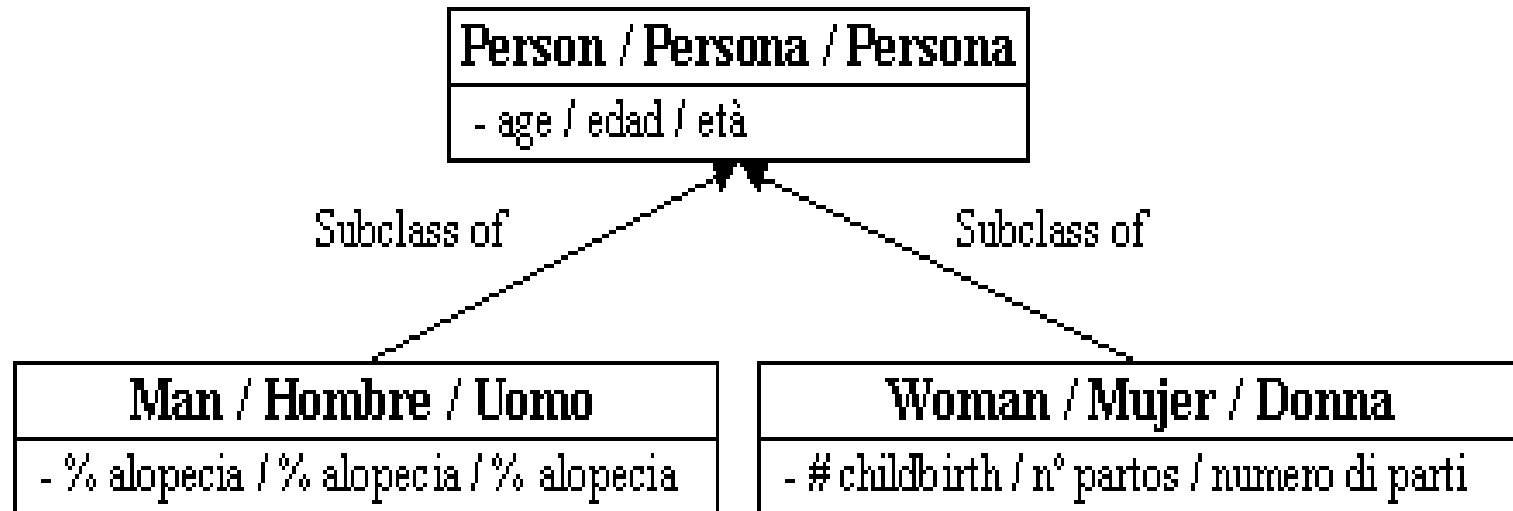 Person / Persona / Persona
- age / edad / età
Subclass of
Subclass of
Man / Hombre / Uomo
- % alopecia / % alopecia / % alopecia
Woman / Mujer / Donna
- # childbirth / nº partos / numero di parti